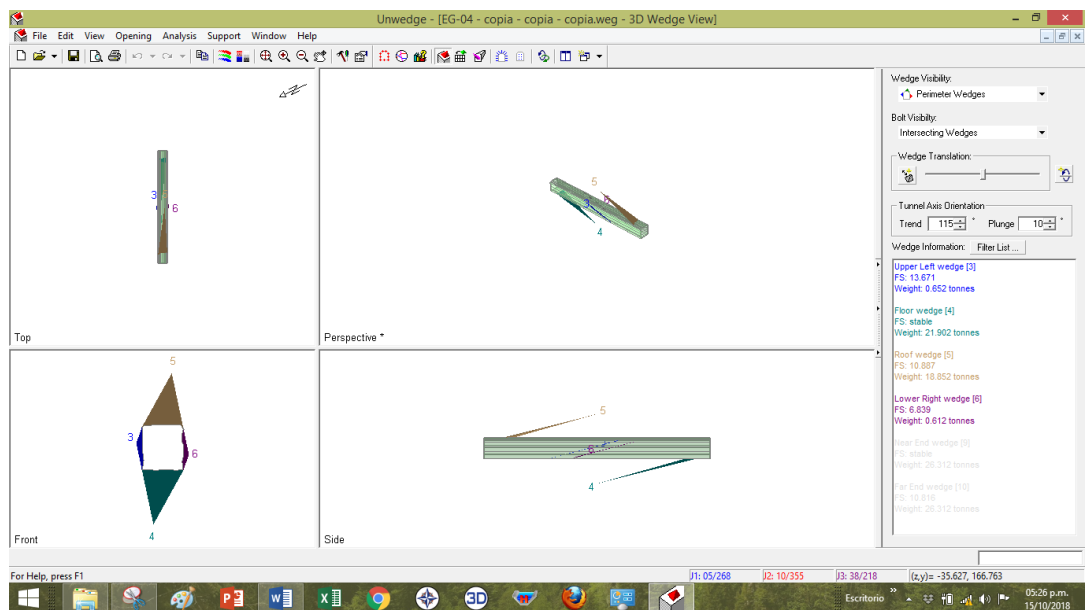 Unwedge - [EG-04 - copia - copia - copia.weg - 3D Wedge View]
File Edit View Opening Analysis Support Window Help
Top
3
6
Perspective *
5
6
3
4
Front
5
3
6
4
Side
5
6
4
Wedge Visibility:
Perimeter Wedges
Bolt Visibility:
Intersecting Wedges
Wedge Translation:
Tunnel Axis Orientation
Trend 115 ° Plunge 10 °
Wedge Information: Filter List ...
Upper Left wedge [3]
FS: 13.671
Weight: 0.652 tonnes
Floor wedge [4]
FS: stable
Weight: 21.902 tonnes
Roof wedge [5]
FS: 10.887
Weight: 18.852 tonnes
Lower Right wedge [6]
FS: 6.839
Weight: 0.612 tonnes
Near End wedge [9]
FS: stable
Weight: 26.312 tonnes
Far End wedge [10]
FS: 10.816
Weight: 26.312 tonnes
For Help, press F1
J1: 05/268 J2: 10/355 J3: 38/218 (z,y)= -35.627, 166.763
Escritorio » 05:26 p.m.
15/10/2018